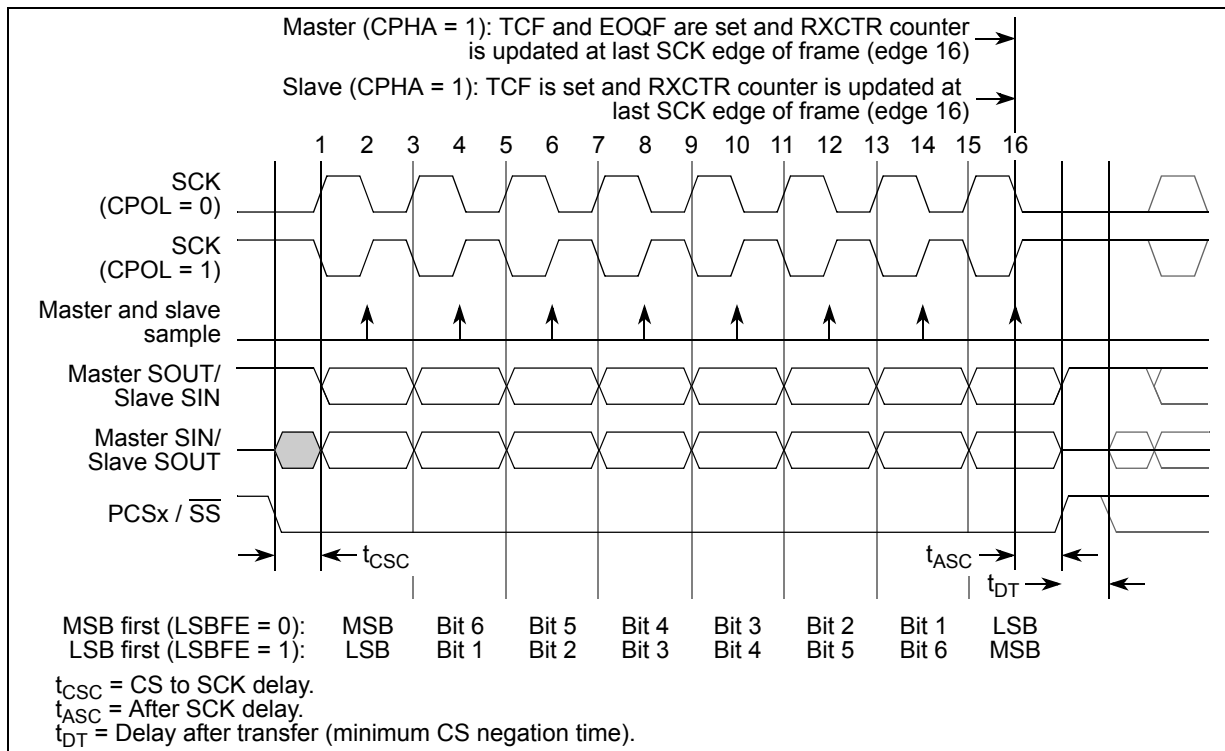 Master (CPHA = 1): TCF and EOQF are set and RXCTR counter
is updated at last SCK edge of frame (edge 16)
Slave (CPHA = 1): TCF is set and RXCTR counter is updated at
last SCK edge of frame (edge 16)
1 2 3 4 5 6 7 8 9 10 11 12 13 14 15 16
SCK
(CPOL = 0)
SCK
(CPOL = 1)
Master and slave
sample
Master SOUT/
Slave SIN
Master SIN/
Slave SOUT
PCSx / SS
tCSC
tASC
tDT
MSB first (LSBFE = 0): MSB Bit 6 Bit 5 Bit 4 Bit 3 Bit 2 Bit 1 LSB
LSB first (LSBFE = 1): LSB Bit 1 Bit 2 Bit 3 Bit 4 Bit 5 Bit 6 MSB
tCSC = CS to SCK delay.
tASC = After SCK delay.
tDT = Delay after transfer (minimum CS negation time).